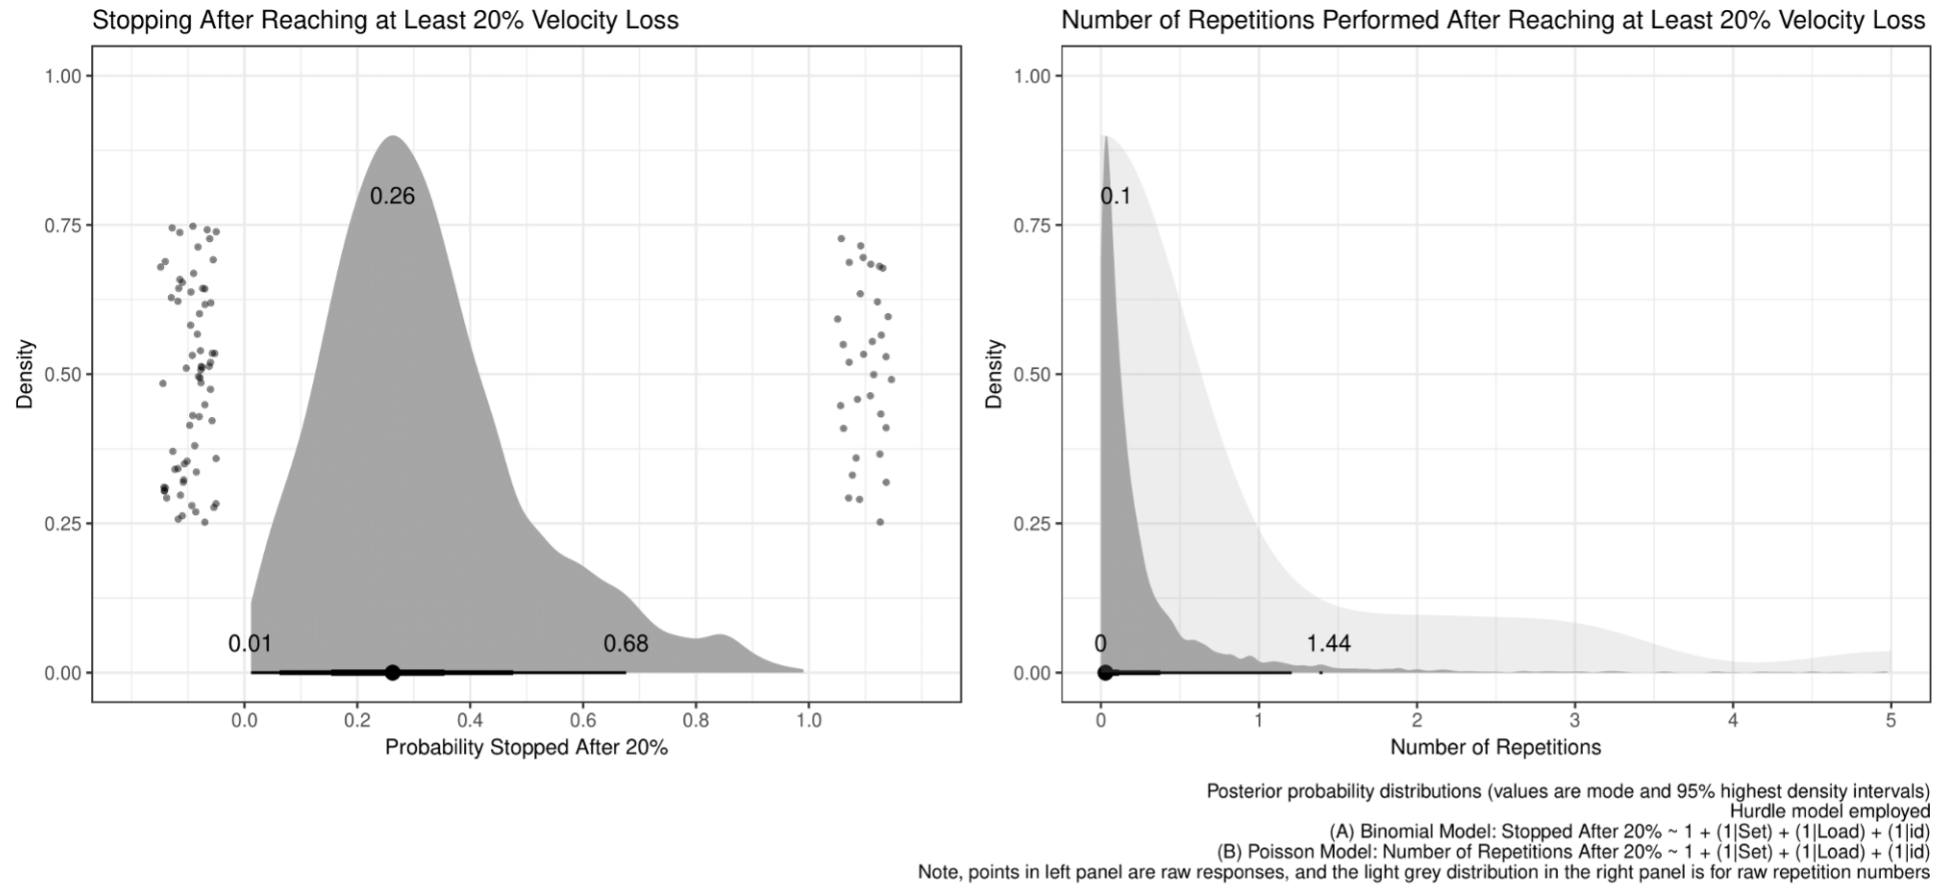 Stopping After Reaching at Least 20% Velocity Loss
1.00
0.75
0.50
0.25
0.00
Density
0.26
0.01
0.68
0.0
0.2
0.4
0.6
0.8
1.0
Probability Stopped After 20%
Number of Repetitions Performed After Reaching at Least 20% Velocity Loss
1.00
0.75
0.50
0.25
0.00
Density
0.1
0
1.44
0
1
2
3
4
5
Number of Repetitions
Posterior probability distributions (values are mode and 95% highest density intervals)
Hurdle model employed
(A) Binomial Model: Stopped After 20% ~ 1 + (1|Set) + (1|Load) + (1|id)
(B) Poisson Model: Number of Repetitions After 20% ~ 1 + (1|Set) + (1|Load) + (1|id)
Note, points in left panel are raw responses, and the light grey distribution in the right panel is for raw repetition numbers